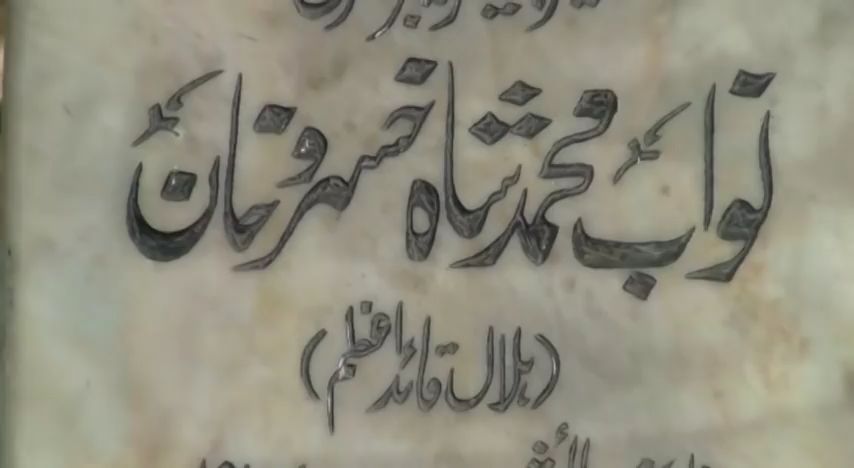 نواب محمد شاہ خسرو خان
(ہلال قائد اعظم)